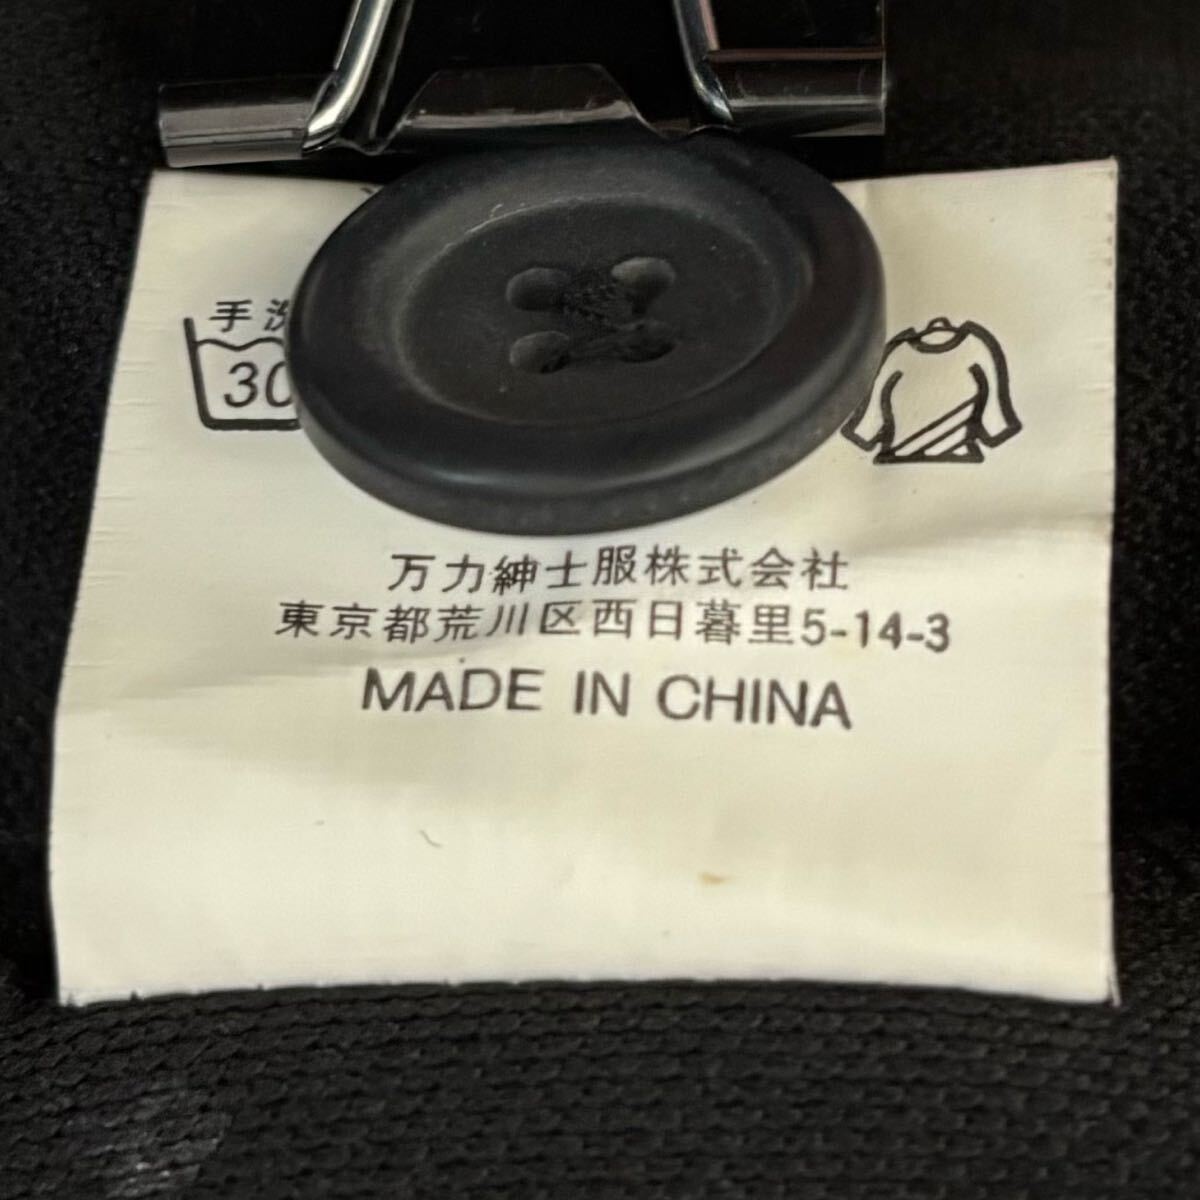 手洗
30
万力紳士服株式会社
東京都荒川区西日暮里5-14-3
MADE IN CHINA